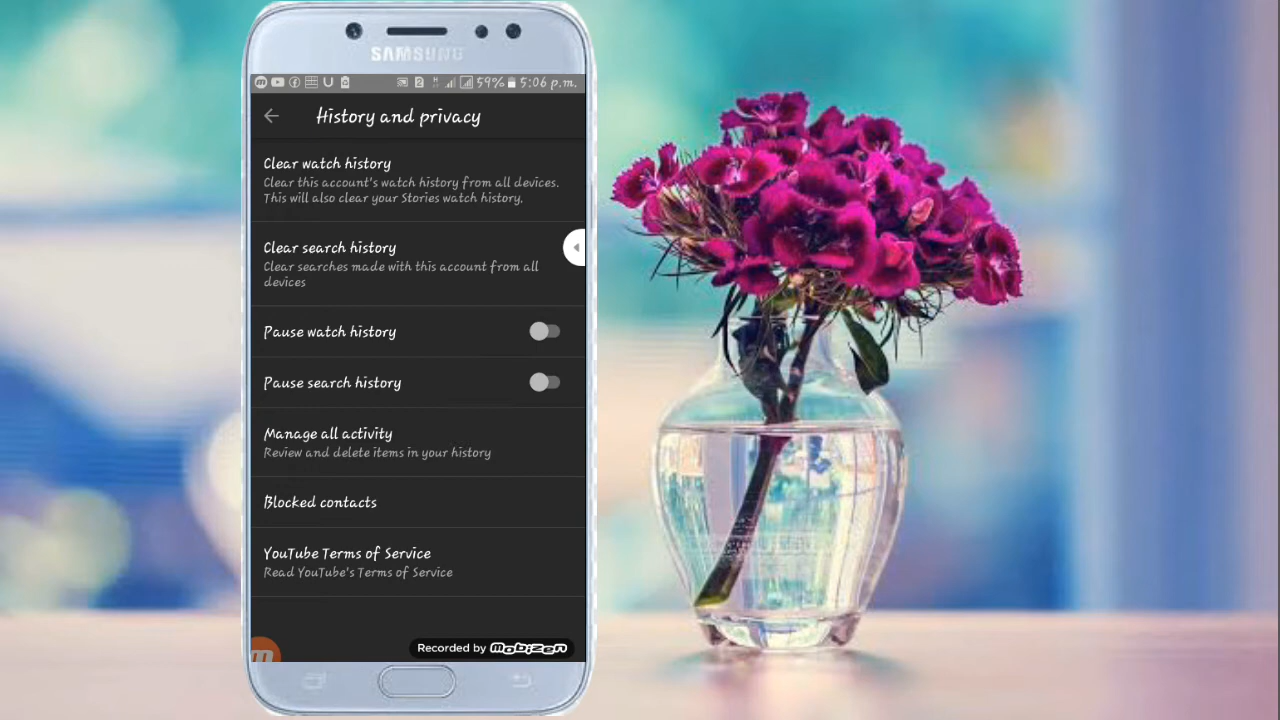 SAMSUNG
59% 5:06 p.m.
History and privacy
Clear watch history
Clear this account's watch history from all devices.
This will also clear your Stories watch history.
Clear search history
Clear searches made with this account from all
devices
Pause watch history
Pause search history
Manage all activity
Review and delete items in your history
Blocked contacts
YouTube Terms of Service
Read YouTube's Terms of Service
Recorded by mobizen